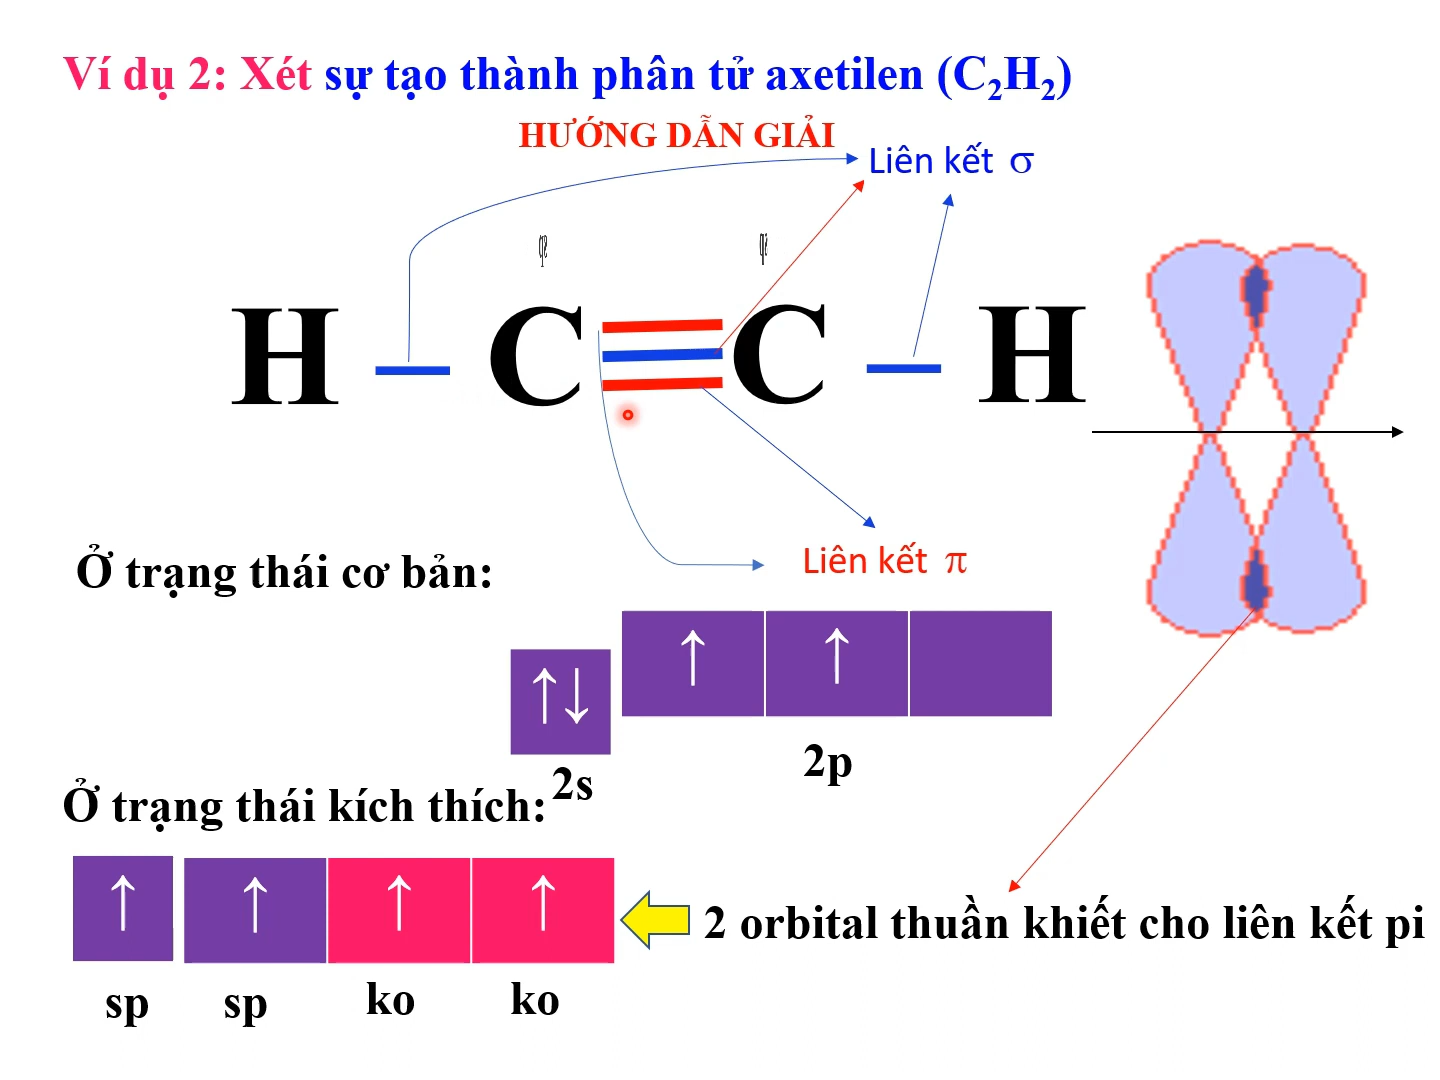 Ví dụ 2: Xét sự tạo thành phân tử axetilen (C₂H₂)
HƯỚNG DẪN GIẢI
Liên kết σ
sp sp
H – C ≡ C – H
Liên kết π
Ở trạng thái cơ bản:
↑↓ ↑ ↑
2s 2p
Ở trạng thái kích thích:
↑ ↑ ↑ ↑
2 orbital thuần khiết cho liên kết pi
sp sp ko ko